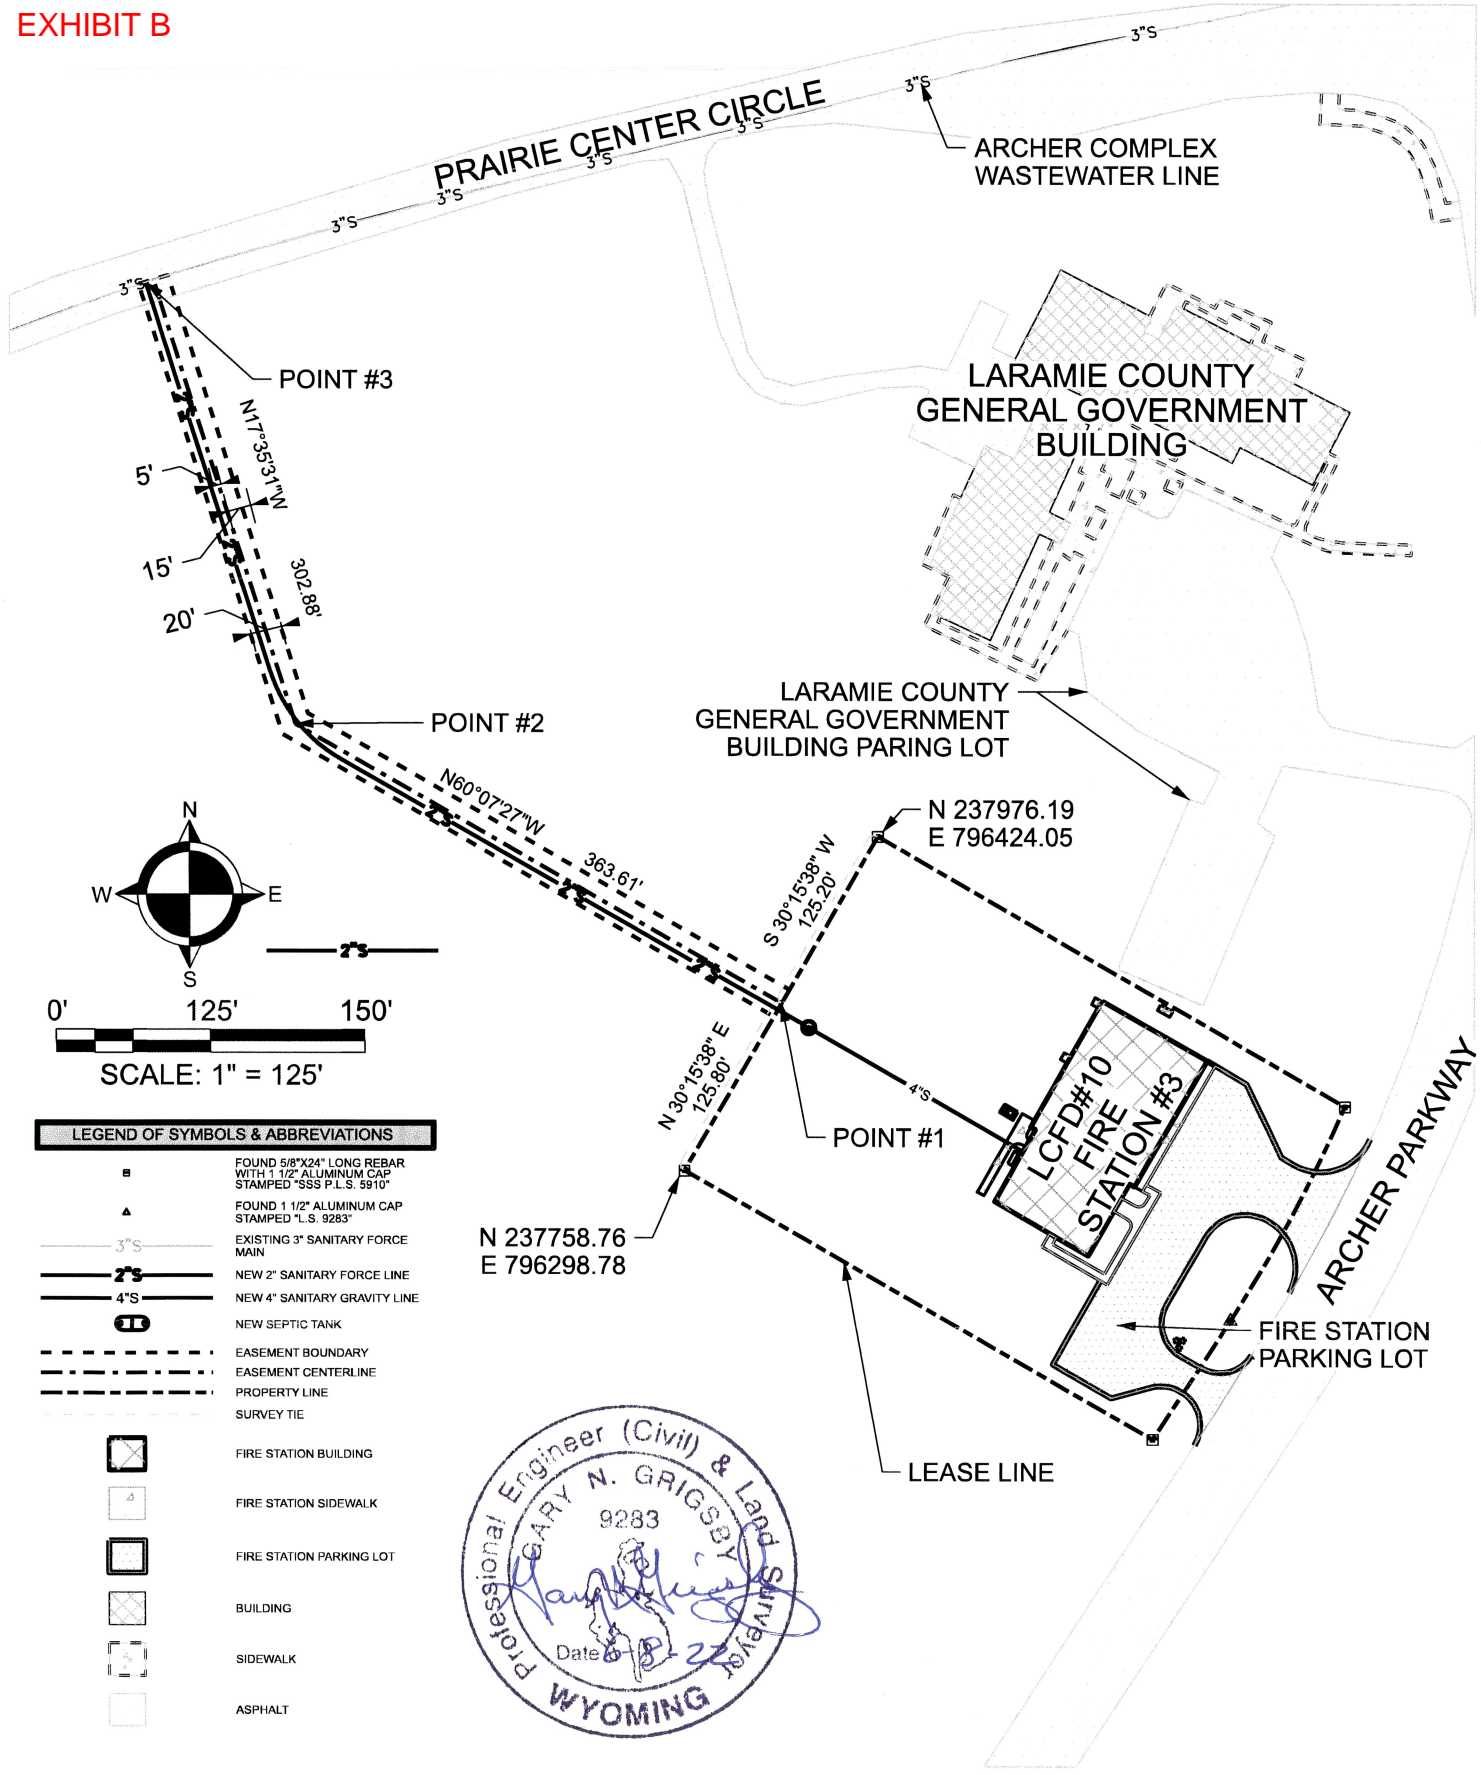 EXHIBIT B
3"S
3"S
PRAIRIE CENTER CIRCLE
3"S
3"S
3"S
3"S
3"S
ARCHER COMPLEX
WASTEWATER LINE
POINT #3
LARAMIE COUNTY
GENERAL GOVERNMENT
BUILDING
N17°35'31"W
302.88'
5'
15'
20'
2"S
2"S
POINT #2
LARAMIE COUNTY
GENERAL GOVERNMENT
BUILDING PARING LOT
N60°07'27"W
363.61'
2"S
2"S
2"S
N 237976.19
E 796424.05
S 30°15'38" W
125.20'
N
W
E
S
2"S
0'
125'
150'
SCALE: 1" = 125'
N 30°15'38" E
125.80'
4"S
POINT #1
LCFD#10
FIRE
STATION #3
ARCHER PARKWAY
N 237758.76
E 796298.78
FIRE STATION
PARKING LOT
LEASE LINE
LEGEND OF SYMBOLS & ABBREVIATIONS
FOUND 5/8"X24" LONG REBAR
WITH 1 1/2" ALUMINUM CAP
STAMPED "SSS P.L.S. 5910"
FOUND 1 1/2" ALUMINUM CAP
STAMPED "L.S. 9283"
3"S
EXISTING 3" SANITARY FORCE
MAIN
2"S
NEW 2" SANITARY FORCE LINE
4"S
NEW 4" SANITARY GRAVITY LINE
NEW SEPTIC TANK
EASEMENT BOUNDARY
EASEMENT CENTERLINE
PROPERTY LINE
SURVEY TIE
FIRE STATION BUILDING
FIRE STATION SIDEWALK
FIRE STATION PARKING LOT
BUILDING
SIDEWALK
ASPHALT
Professional Engineer (Civil) & Land Surveyor
GARY N. GRIGSBY
9283
Date 6-8-22
WYOMING